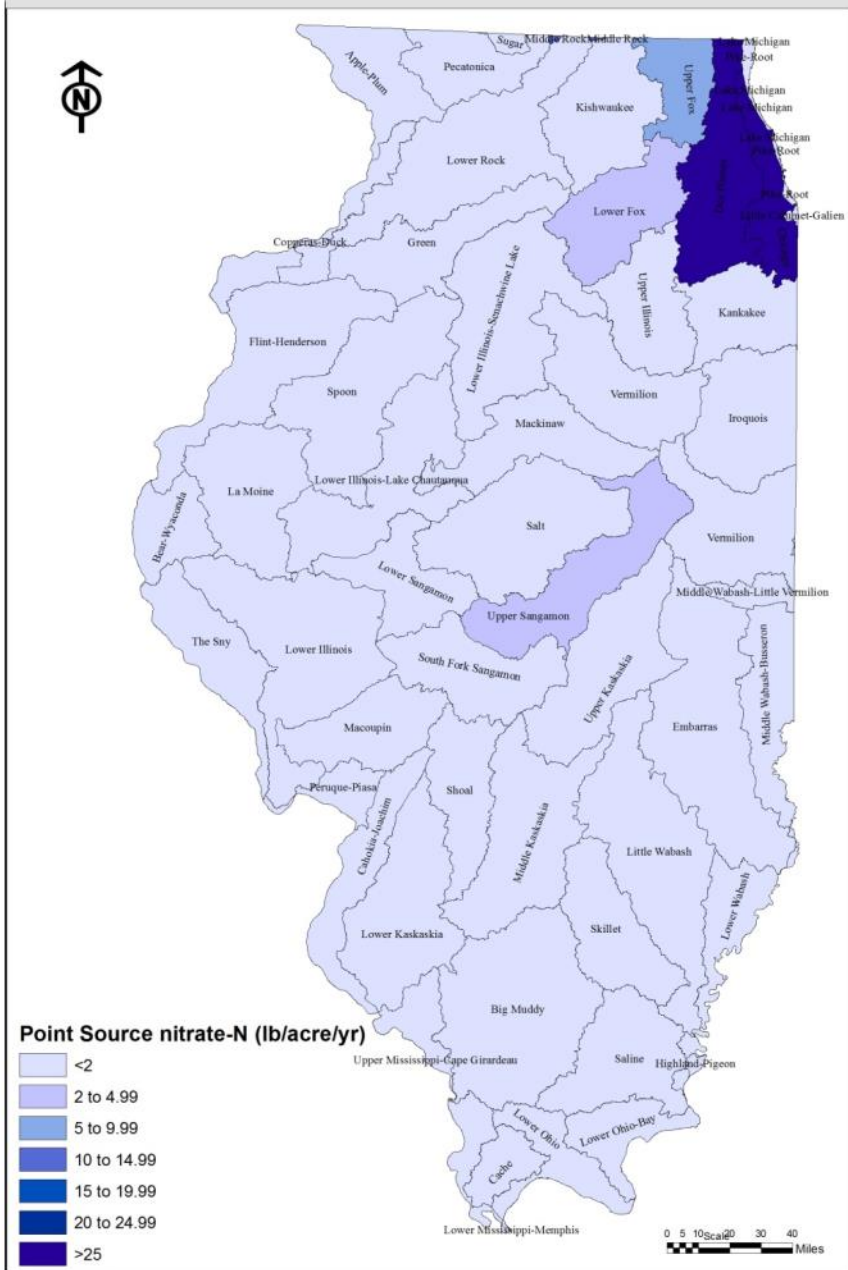 N
Apple-Plum
Pecatonica
Sugar
Middle Rock
Middle Rock
Kishwaukee
Upper Fox
Lake Michigan
Pike-Root
Lake Michigan
Lake Michigan
Lake Michigan
Pike-Root
Pike-Root
Little Calumet-Galien
Des Plaines
Chicago
Lower Rock
Lower Fox
Copperas-Duck
Green
Lower Illinois-Senachwine Lake
Upper Illinois
Kankakee
Flint-Henderson
Spoon
Vermilion
Iroquois
Mackinaw
Bear-Wyaconda
La Moine
Lower Illinois-Lake Chautauqua
Salt
Vermilion
Lower Sangamon
Middle Wabash-Little Vermilion
Upper Sangamon
The Sny
Lower Illinois
South Fork Sangamon
Upper Kaskaskia
Embarras
Middle Wabash-Busseron
Macoupin
Peruque-Piasa
Cahokia-Joachim
Shoal
Middle Kaskaskia
Little Wabash
Lower Wabash
Lower Kaskaskia
Skillet
Big Muddy
Upper Mississippi-Cape Girardeau
Saline
Highland-Pigeon
Lower Ohio
Lower Ohio-Bay
Cache
Lower Mississippi-Memphis
Point Source nitrate-N (lb/acre/yr)
<2
2 to 4.99
5 to 9.99
10 to 14.99
15 to 19.99
20 to 24.99
>25
Scale
0 5 10 20 30 40
Miles